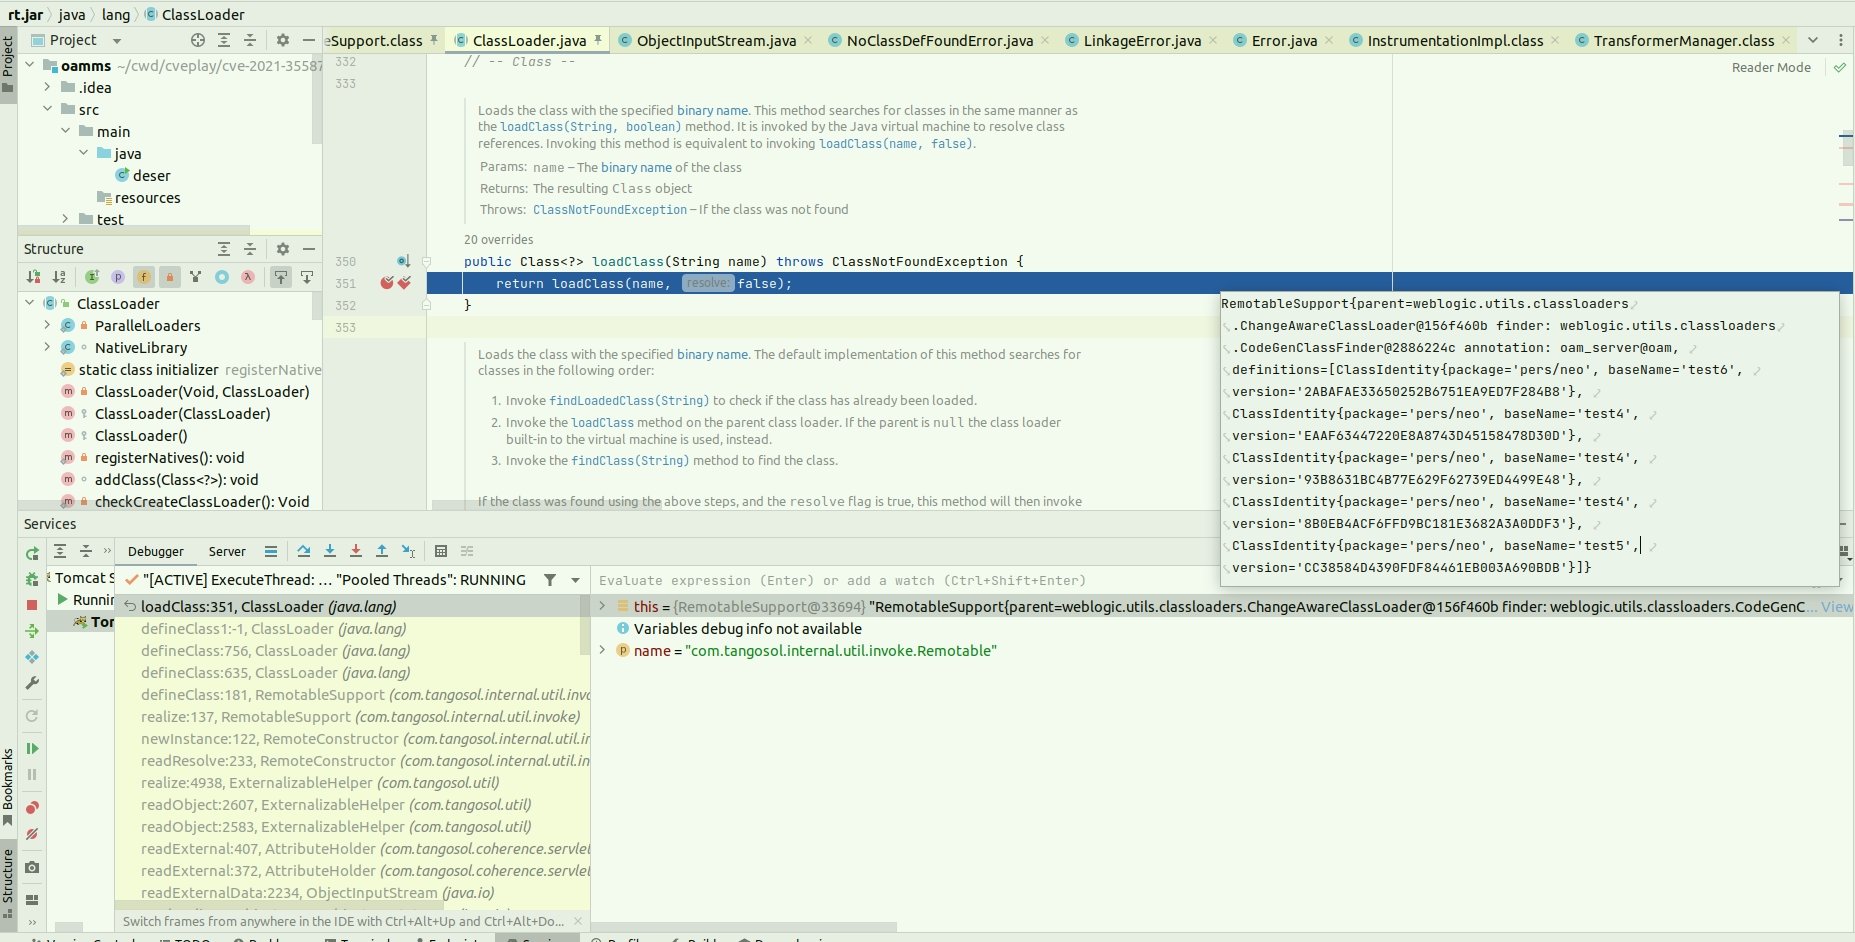 rt.jar java lang ClassLoader
Project
eSupport.class ClassLoader.java ObjectInputStream.java NoClassDefFoundError.java LinkageError.java Error.java InstrumentationImpl.class TransformerManager.class
Reader Mode
Project
oamms ~/cwd/cveplay/cve-2021-35587
.idea
src
main
java
deser
resources
test
332 // -- Class --
333
Loads the class with the specified binary name. This method searches for classes in the same manner as
the loadClass(String, boolean) method. It is invoked by the Java virtual machine to resolve class
references. Invoking this method is equivalent to invoking loadClass(name, false).
Params: name – The binary name of the class
Returns: The resulting Class object
Throws: ClassNotFoundException – If the class was not found
20 overrides
350 public Class<?> loadClass(String name) throws ClassNotFoundException {
351 return loadClass(name, resolve: false);
352 }
353
Loads the class with the specified binary name. The default implementation of this method searches for
classes in the following order:
1. Invoke findLoadedClass(String) to check if the class has already been loaded.
2. Invoke the loadClass method on the parent class loader. If the parent is null the class loader
built-in to the virtual machine is used, instead.
3. Invoke the findClass(String) method to find the class.
If the class was found using the above steps, and the resolve flag is true, this method will then invoke
RemotableSupport{parent=weblogic.utils.classloaders
.ChangeAwareClassLoader@156f460b finder: weblogic.utils.classloaders
.CodeGenClassFinder@2886224c annotation: oam_server@oam,
definitions=[ClassIdentity{package='pers/neo', baseName='test6',
version='2ABAFAE33650252B6751EA9ED7F284B8'},
ClassIdentity{package='pers/neo', baseName='test4',
version='EAAF63447220E8A8743D45158478D30D'},
ClassIdentity{package='pers/neo', baseName='test4',
version='93B8631BC4B77E629F62739ED4499E48'},
ClassIdentity{package='pers/neo', baseName='test4',
version='8B0EB4ACF6FFD9BC181E3682A3A0DDF3'},
ClassIdentity{package='pers/neo', baseName='test5',
version='CC38584D4390FDF84461EB003A690BDB'}]}
Structure
ClassLoader
ParallelLoaders
NativeLibrary
static class initializer registerNative
ClassLoader(Void, ClassLoader)
ClassLoader(ClassLoader)
ClassLoader()
registerNatives(): void
addClass(Class<?>): void
checkCreateClassLoader(): Void
Services
Debugger Server
Tomcat S
Runnin
Tor
"[ACTIVE] ExecuteThread: ... "Pooled Threads": RUNNING
loadClass:351, ClassLoader (java.lang)
defineClass1:-1, ClassLoader (java.lang)
defineClass:756, ClassLoader (java.lang)
defineClass:635, ClassLoader (java.lang)
defineClass:181, RemotableSupport (com.tangosol.internal.util.invo
realize:137, RemotableSupport (com.tangosol.internal.util.invoke)
newInstance:122, RemoteConstructor (com.tangosol.internal.util.in
readResolve:233, RemoteConstructor (com.tangosol.internal.util.in
realize:4938, ExternalizableHelper (com.tangosol.util)
readObject:2607, ExternalizableHelper (com.tangosol.util)
readObject:2583, ExternalizableHelper (com.tangosol.util)
readExternal:407, AttributeHolder (com.tangosol.coherence.servlet
readExternal:372, AttributeHolder (com.tangosol.coherence.servlet
readExternalData:2234, ObjectInputStream (java.io)
Switch frames from anywhere in the IDE with Ctrl+Alt+Up and Ctrl+Alt+Do...
Evaluate expression (Enter) or add a watch (Ctrl+Shift+Enter)
this = {RemotableSupport@33694} "RemotableSupport{parent=weblogic.utils.classloaders.ChangeAwareClassLoader@156f460b finder: weblogic.utils.classloaders.CodeGenC... View
Variables debug info not available
name = "com.tangosol.internal.util.invoke.Remotable"
Bookmarks
Structure